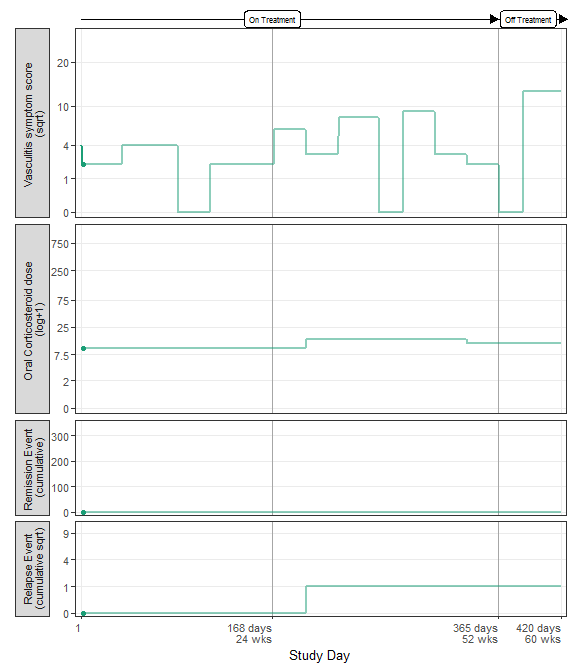 On Treatment
Off Treatment
Vasculitis symptom score
(sqrt)
20
10
4
1
0
Oral Corticosteroid dose
(log+1)
750
250
75
25
7.5
2
0
Remission Event
(cumulative)
300
200
100
0
Relapse Event
(cumulative sqrt)
9
4
1
0
1
168 days
24 wks
365 days
52 wks
420 days
60 wks
Study Day